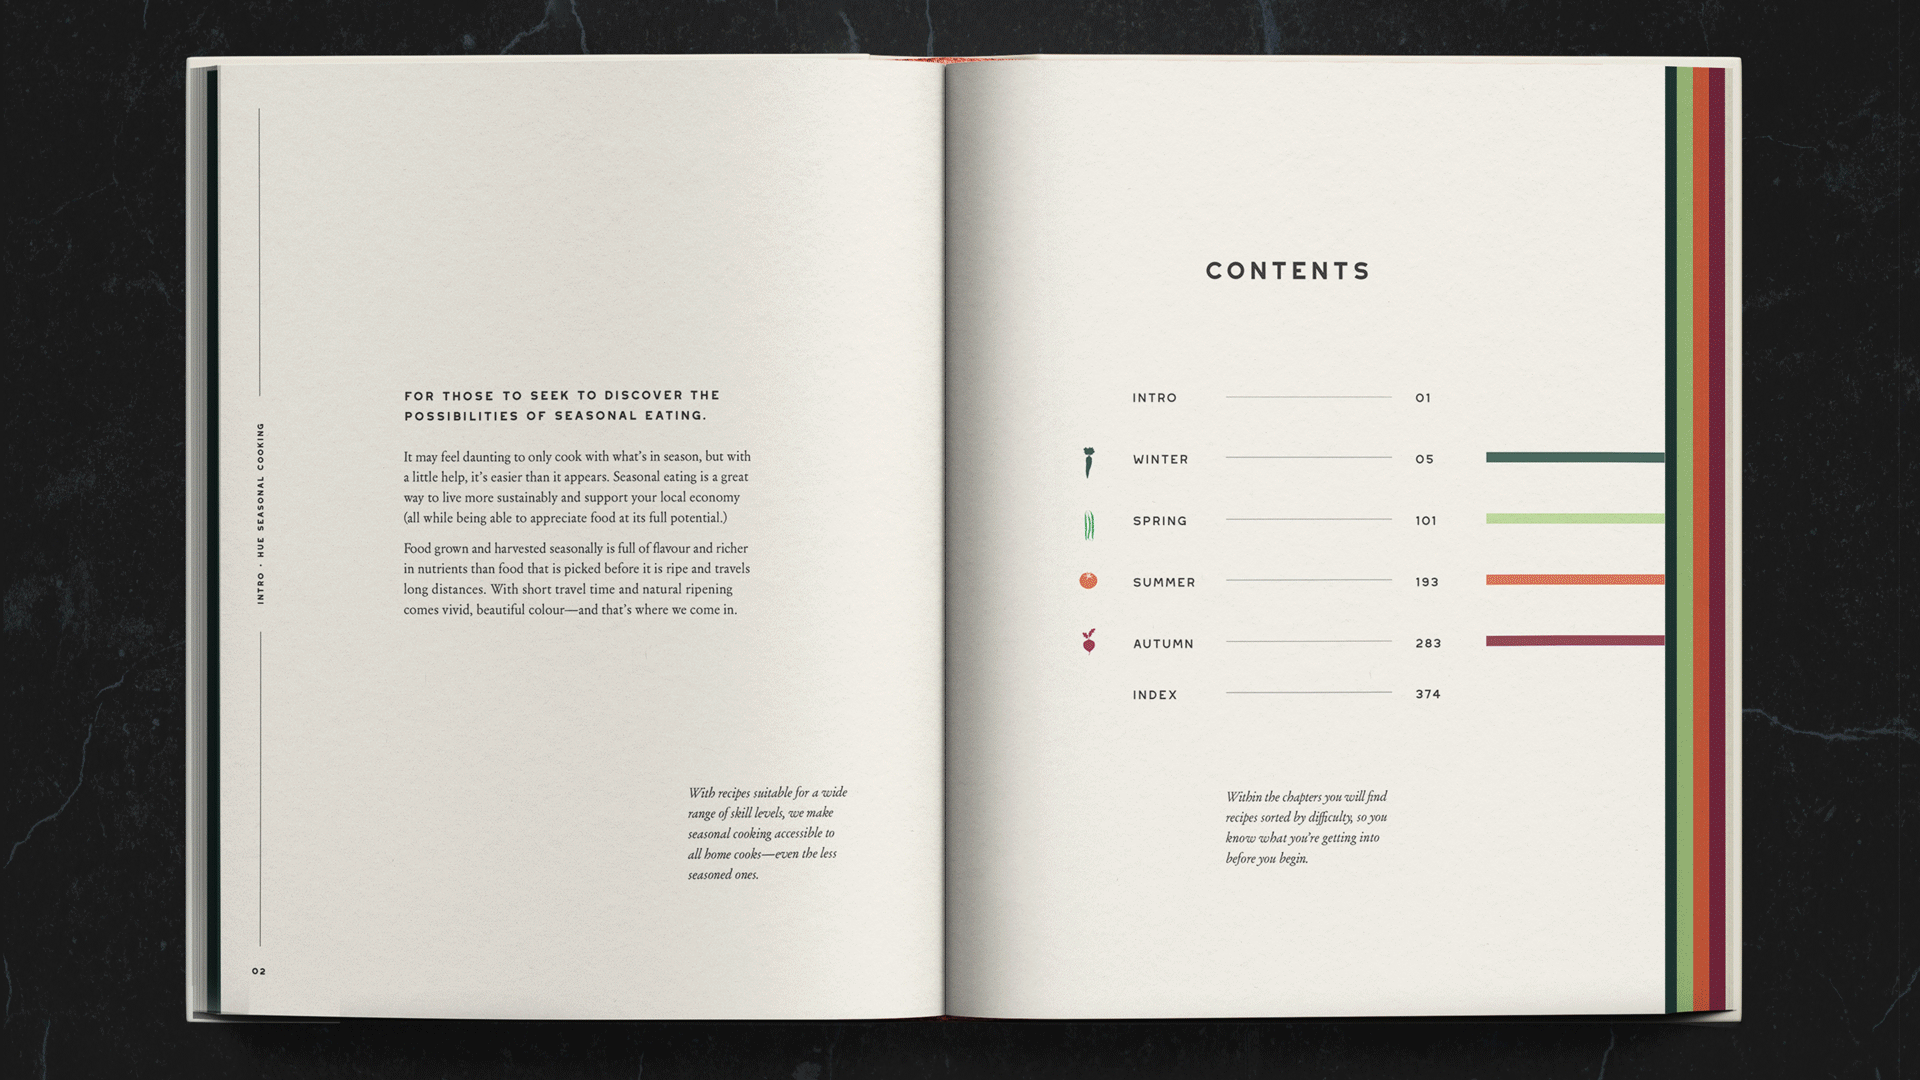 INTRO · HUE SEASONAL COOKING
FOR THOSE TO SEEK TO DISCOVER THE
POSSIBILITIES OF SEASONAL EATING.
It may feel daunting to only cook with what's in season, but with
a little help, it's easier than it appears. Seasonal eating is a great
way to live more sustainably and support your local economy
(all while being able to appreciate food at its full potential.)
Food grown and harvested seasonally is full of flavour and richer
in nutrients than food that is picked before it is ripe and travels
long distances. With short travel time and natural ripening
comes vivid, beautiful colour—and that's where we come in.
With recipes suitable for a wide
range of skill levels, we make
seasonal cooking accessible to
all home cooks—even the less
seasoned ones.
02
CONTENTS
INTRO 01
WINTER 05
SPRING 101
SUMMER 193
AUTUMN 283
INDEX 374
Within the chapters you will find
recipes sorted by difficulty, so you
know what you're getting into
before you begin.